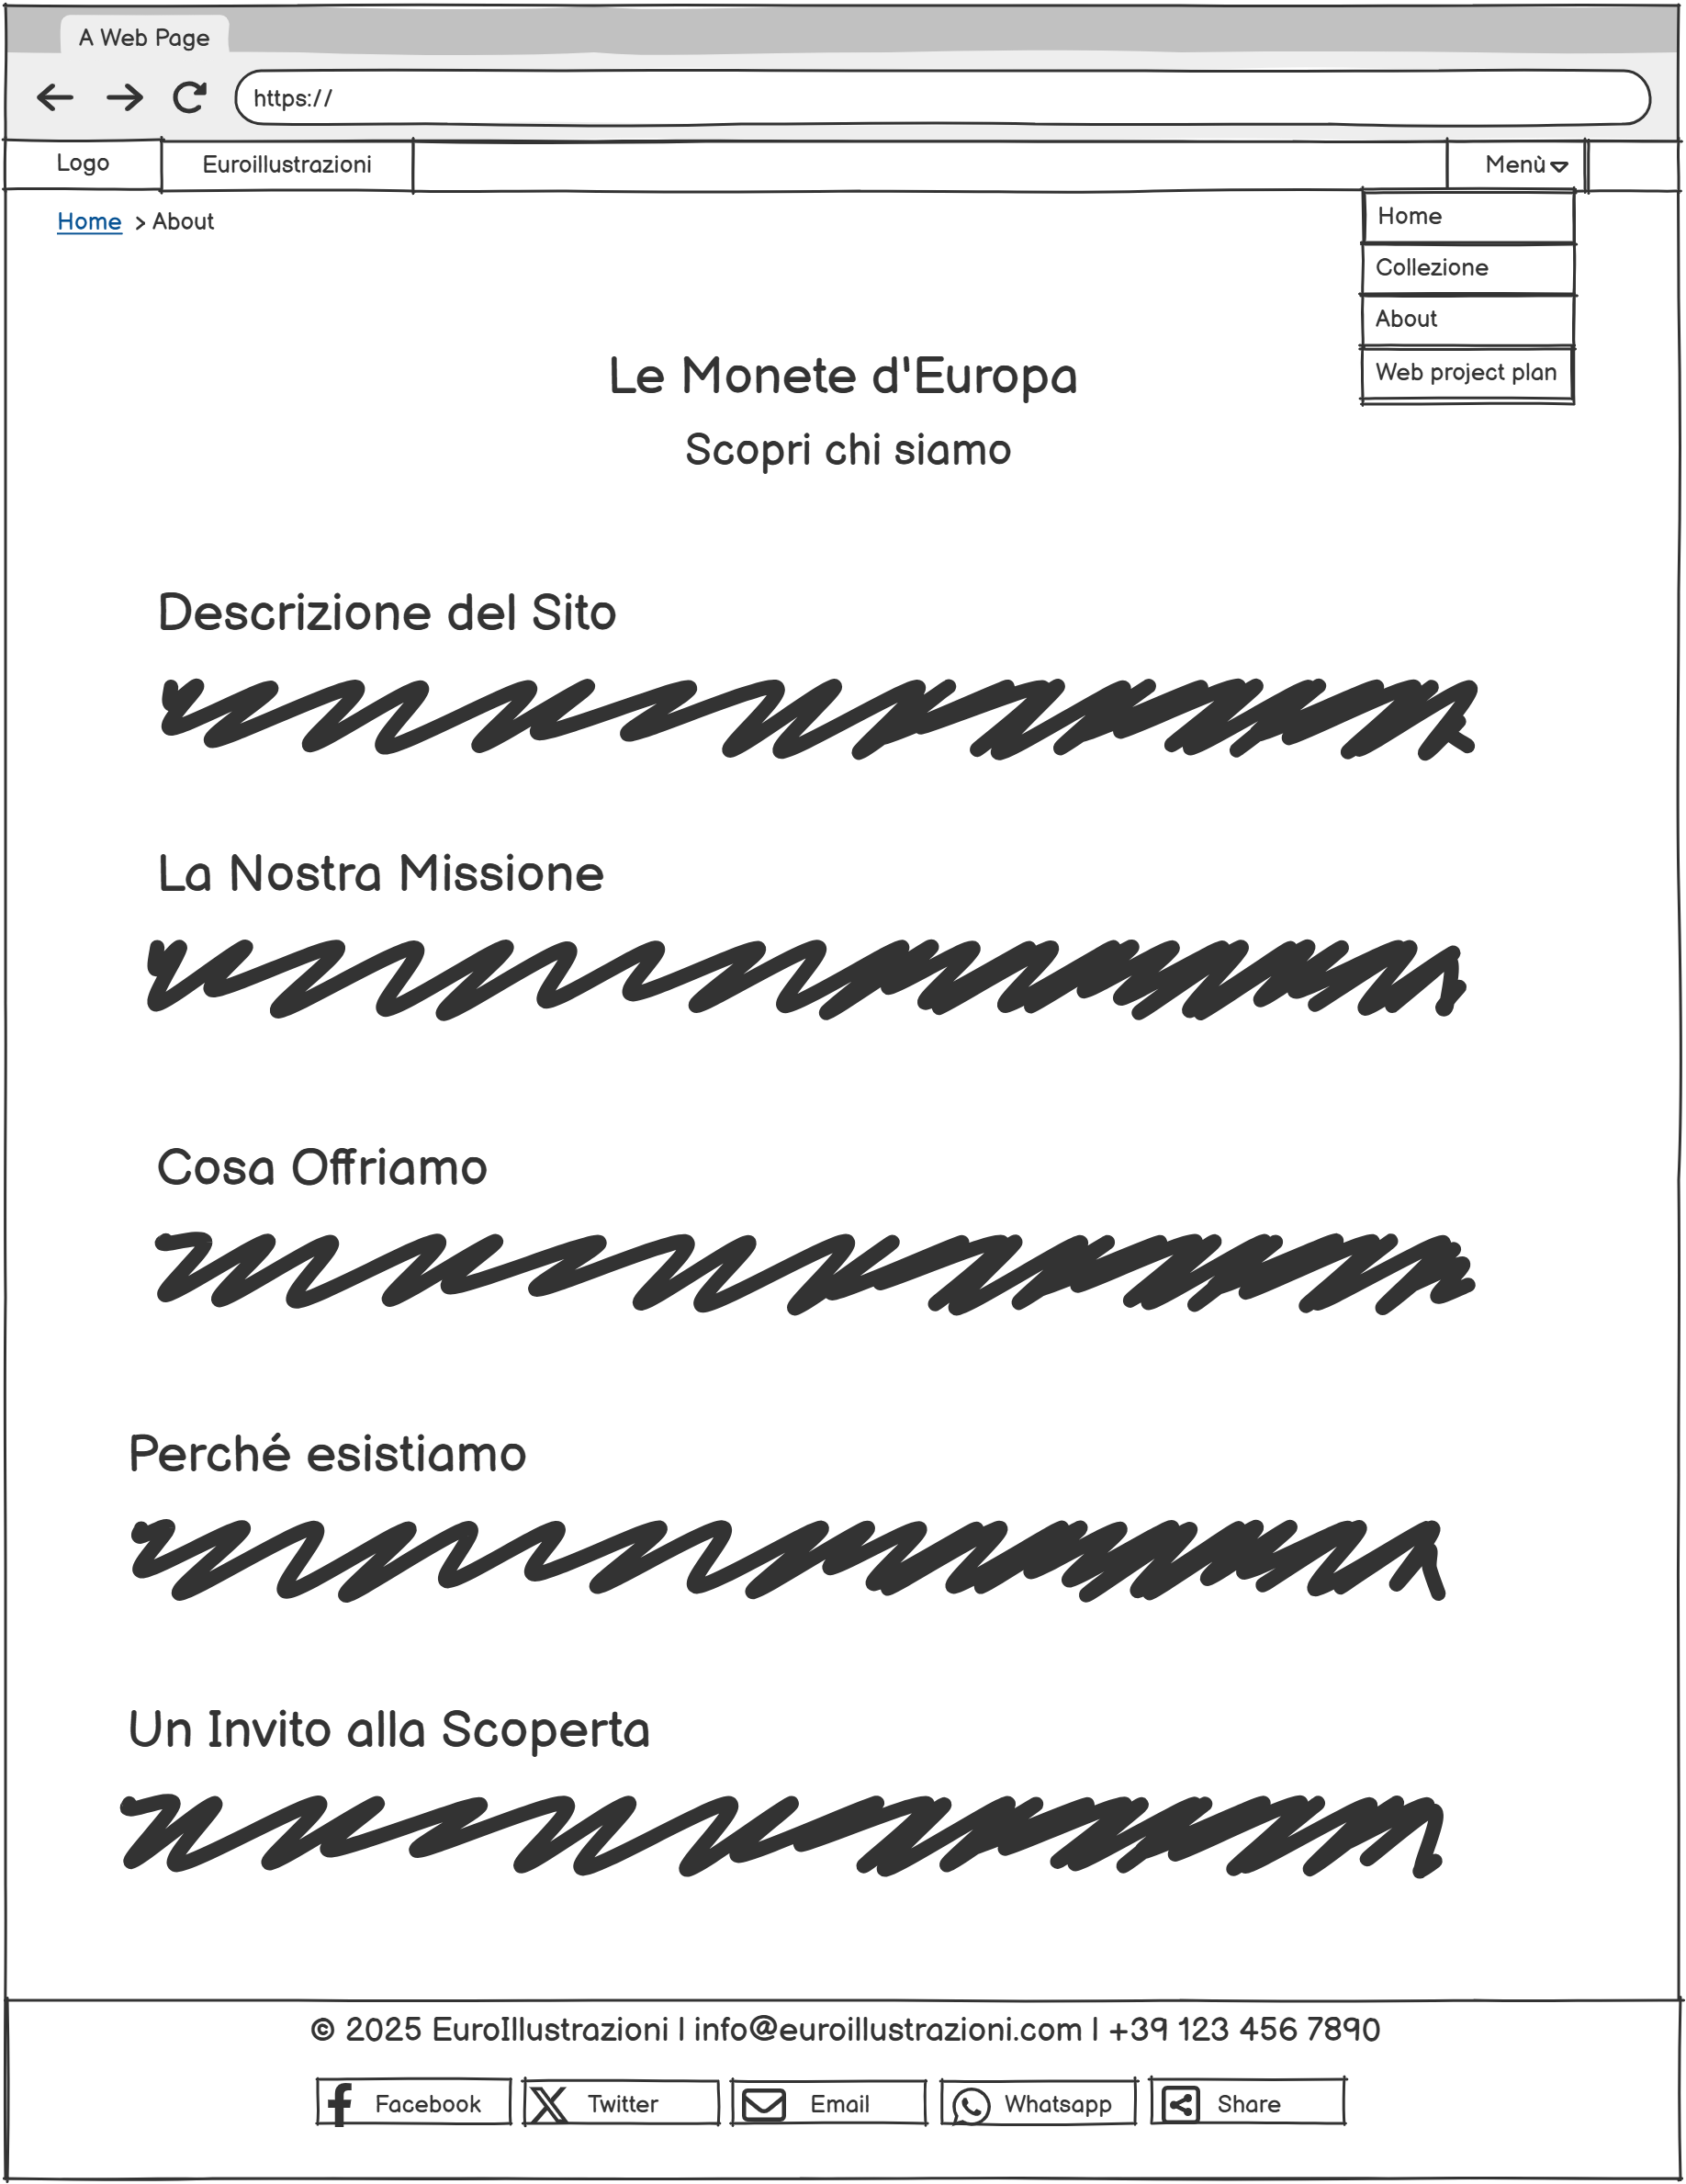 A Web Page
https://
Logo Euroillustrazioni Menù
Home > About
Home
Collezione
About
Web project plan
Le Monete d'Europa
Scopri chi siamo
Descrizione del Sito
La Nostra Missione
Cosa Offriamo
Perché esistiamo
Un Invito alla Scoperta
© 2025 EuroIllustrazioni | info@euroillustrazioni.com | +39 123 456 7890
Facebook Twitter Email Whatsapp Share